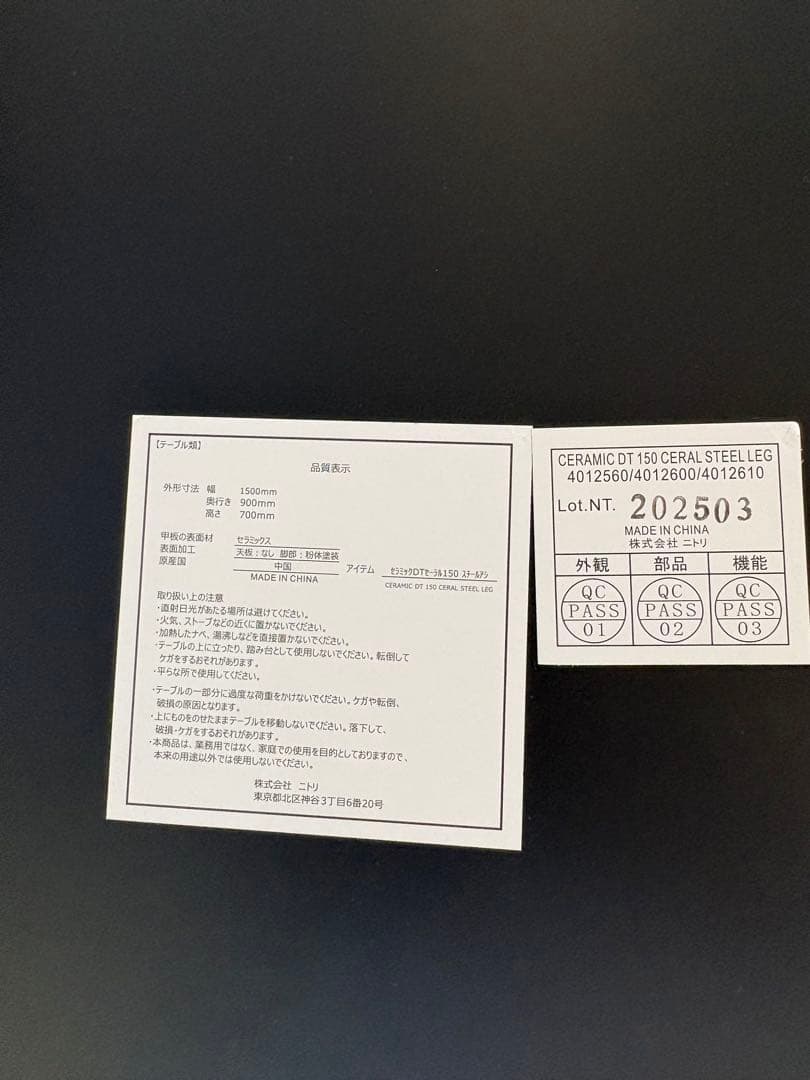 【テーブル類】
品質表示
外形寸法 幅 1500mm
奥行き 900mm
高さ 700mm
甲板の表面材 セラミックス
表面加工 天板：なし 脚部：粉体塗装
原産国 中国 アイテム ｾﾗﾐｯｸDTｾｰﾗﾙ150 ｽﾁｰﾙｱｼ
MADE IN CHINA CERAMIC DT 150 CERAL STEEL LEG
取り扱い上の注意
・直射日光があたる場所は避けてください。
・火気、ストーブなどの近くに置かないでください。
・加熱したナベ、湯沸しなどを直接置かないでください。
・テーブルの上に立ったり、踏み台として使用しないでください。転倒して
ケガをするおそれがあります。
・平らな所で使用してください。
・テーブルの一部分に過度な荷重をかけないでください。ケガや転倒、
破損の原因となります。
・上にものをのせたままテーブルを移動しないでください。落下して、
破損・ケガをするおそれがあります。
・本商品は、業務用ではなく、家庭での使用を目的としておりますので、
本来の用途以外では使用しないでください。
株式会社 ニトリ
東京都北区神谷3丁目6番20号
CERAMIC DT 150 CERAL STEEL LEG
4012560/4012600/4012610
Lot.NT. 202503
MADE IN CHINA
株式会社 ニトリ
外観 部品 機能
QC QC QC
PASS PASS PASS
01 02 03